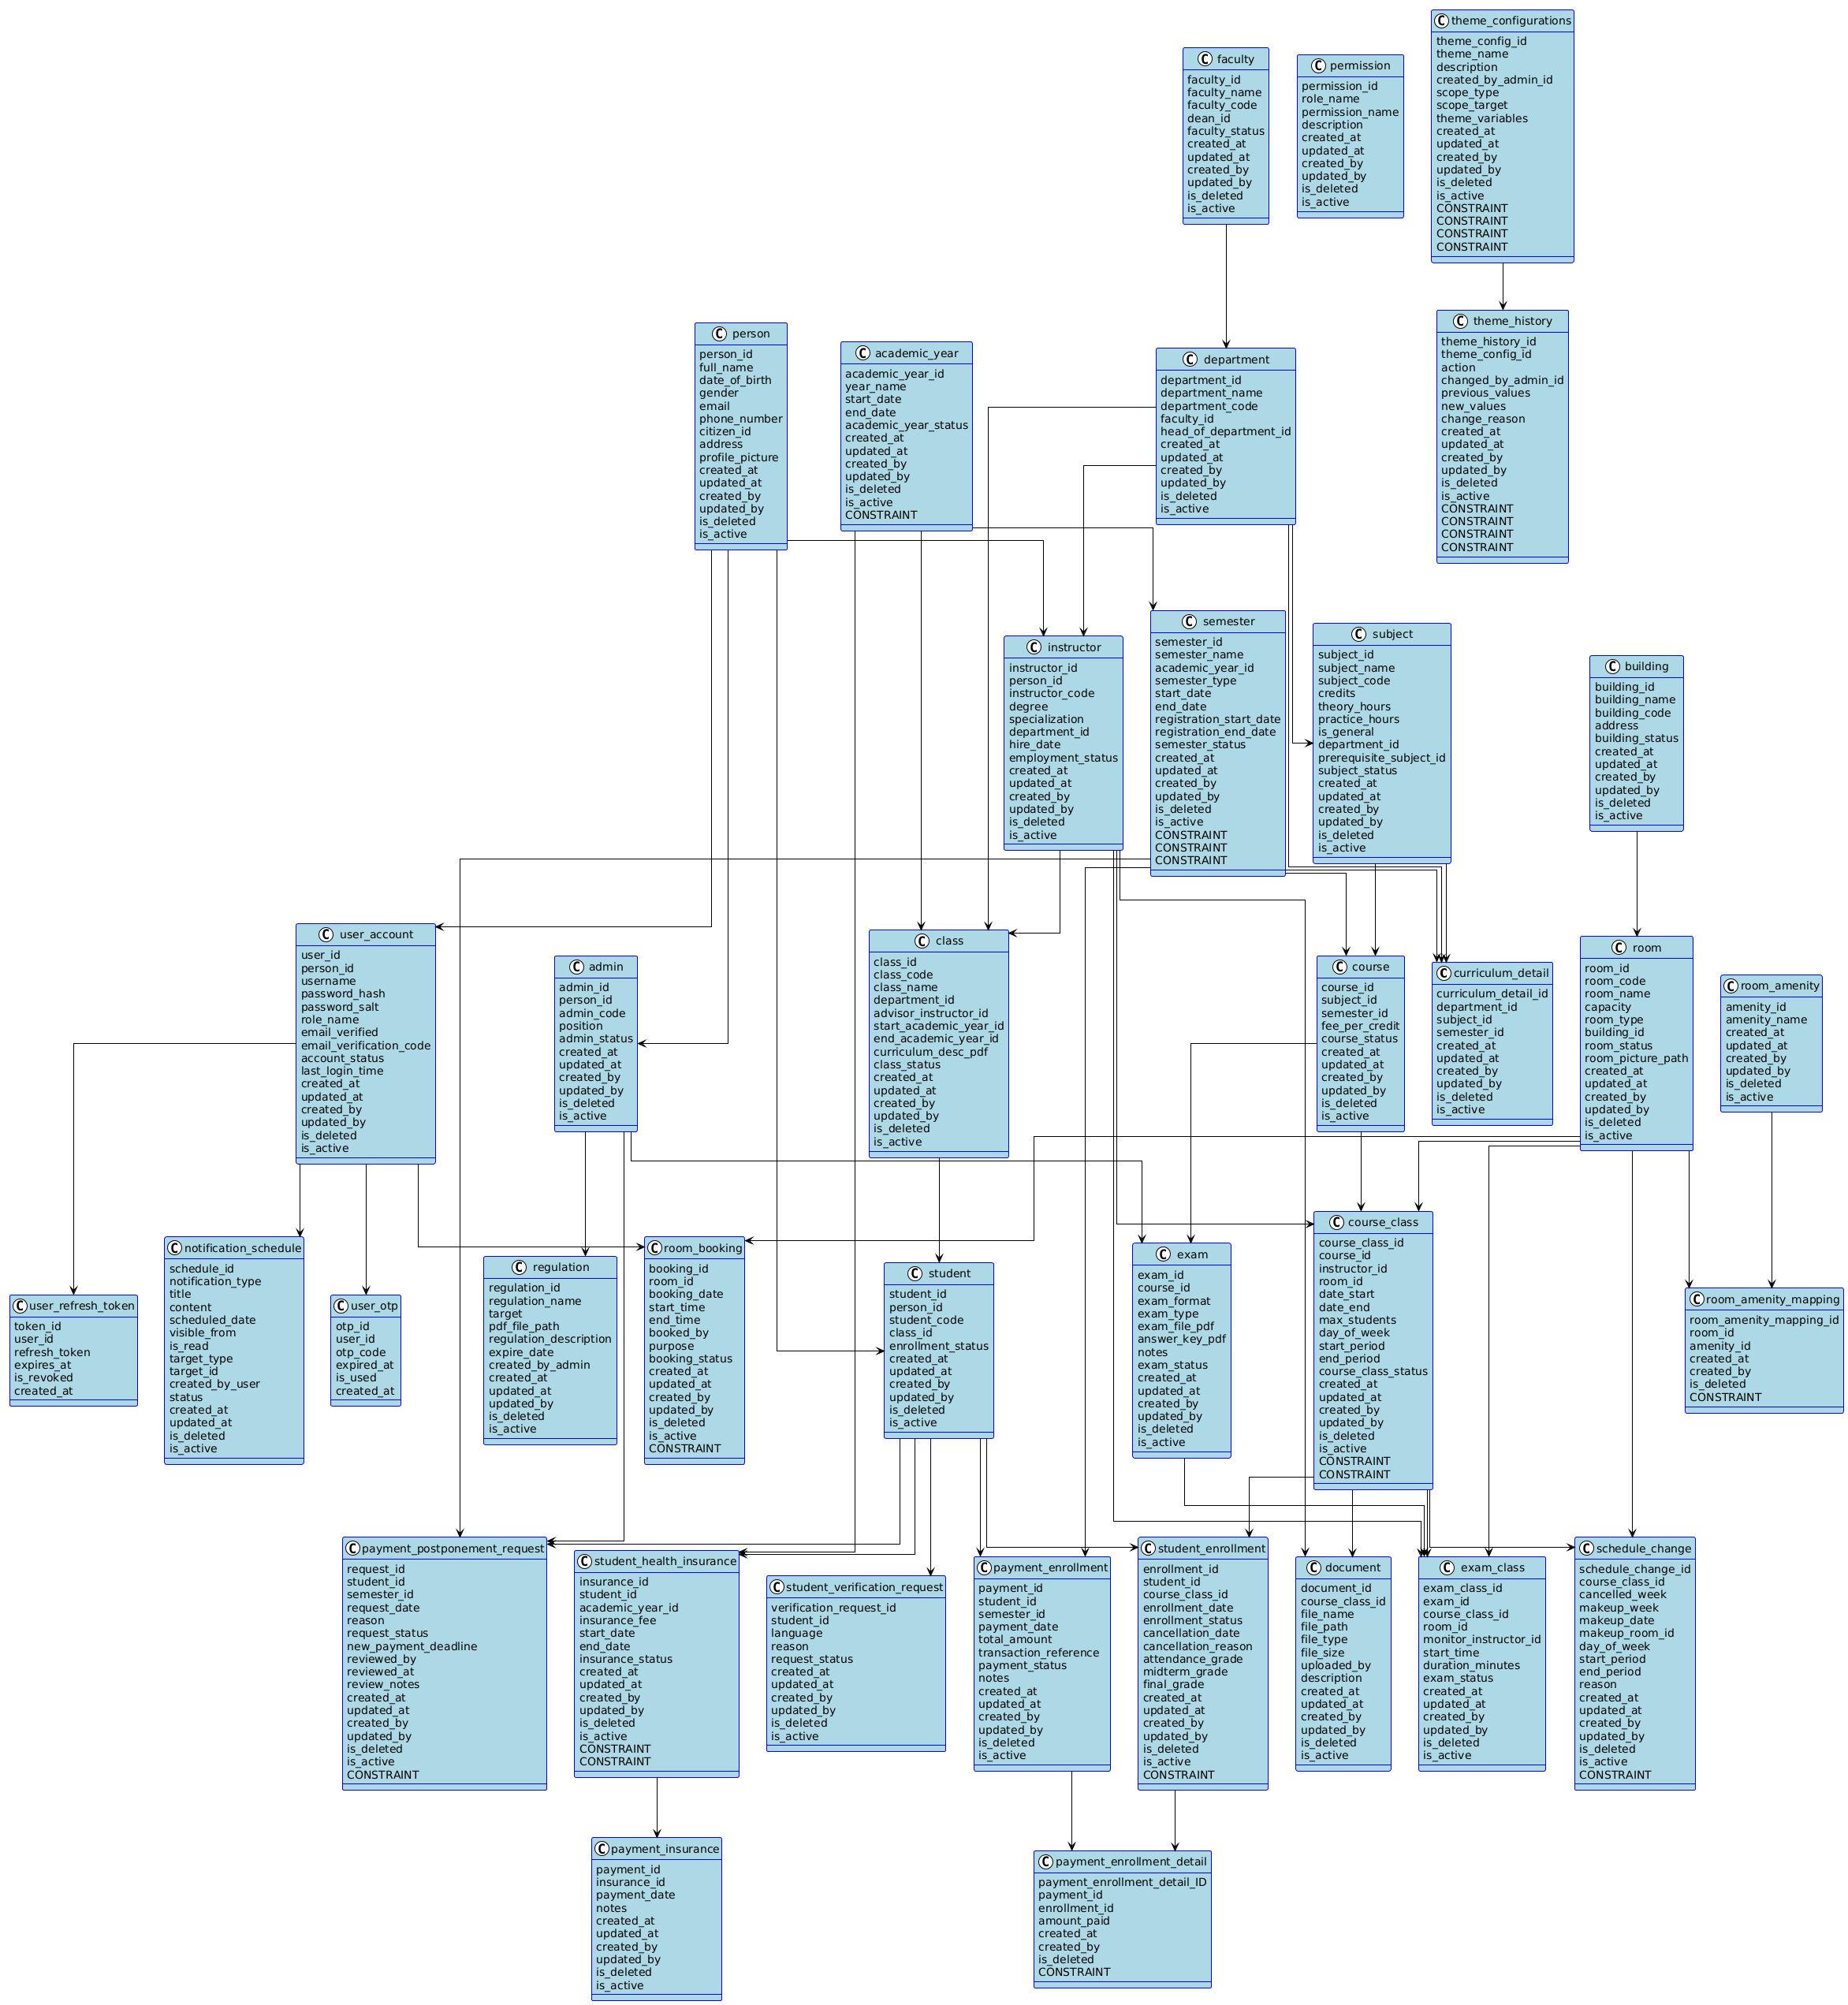 theme_configurations
theme_config_id
theme_name
description
created_by_admin_id
scope_type
scope_target
theme_variables
created_at
updated_at
created_by
updated_by
is_deleted
is_active
CONSTRAINT
CONSTRAINT
CONSTRAINT
CONSTRAINT
faculty
faculty_id
faculty_name
faculty_code
dean_id
faculty_status
created_at
updated_at
created_by
updated_by
is_deleted
is_active
permission
permission_id
role_name
permission_name
description
created_at
updated_at
created_by
updated_by
is_deleted
is_active
theme_history
theme_history_id
theme_config_id
action
changed_by_admin_id
previous_values
new_values
change_reason
created_at
updated_at
created_by
updated_by
is_deleted
is_active
CONSTRAINT
CONSTRAINT
CONSTRAINT
CONSTRAINT
person
person_id
full_name
date_of_birth
gender
email
phone_number
citizen_id
address
profile_picture
created_at
updated_at
created_by
updated_by
is_deleted
is_active
academic_year
academic_year_id
year_name
start_date
end_date
academic_year_status
created_at
updated_at
created_by
updated_by
is_deleted
is_active
CONSTRAINT
department
department_id
department_name
department_code
faculty_id
head_of_department_id
created_at
updated_at
created_by
updated_by
is_deleted
is_active
instructor
instructor_id
person_id
instructor_code
degree
specialization
department_id
hire_date
employment_status
created_at
updated_at
created_by
updated_by
is_deleted
is_active
semester
semester_id
semester_name
academic_year_id
semester_type
start_date
end_date
registration_start_date
registration_end_date
semester_status
created_at
updated_at
created_by
updated_by
is_deleted
is_active
CONSTRAINT
CONSTRAINT
CONSTRAINT
subject
subject_id
subject_name
subject_code
credits
theory_hours
practice_hours
is_general
department_id
prerequisite_subject_id
subject_status
created_at
updated_at
created_by
updated_by
is_deleted
is_active
building
building_id
building_name
building_code
address
building_status
created_at
updated_at
created_by
updated_by
is_deleted
is_active
user_account
user_id
person_id
username
password_hash
password_salt
role_name
email_verified
email_verification_code
account_status
last_login_time
created_at
updated_at
created_by
updated_by
is_deleted
is_active
admin
admin_id
person_id
admin_code
position
admin_status
created_at
updated_at
created_by
updated_by
is_deleted
is_active
class
class_id
class_code
class_name
department_id
advisor_instructor_id
start_academic_year_id
end_academic_year_id
curriculum_desc_pdf
class_status
created_at
updated_at
created_by
updated_by
is_deleted
is_active
course
course_id
subject_id
semester_id
fee_per_credit
course_status
created_at
updated_at
created_by
updated_by
is_deleted
is_active
curriculum_detail
curriculum_detail_id
department_id
subject_id
semester_id
created_at
updated_at
created_by
updated_by
is_deleted
is_active
room
room_id
room_code
room_name
capacity
room_type
building_id
room_status
room_picture_path
created_at
updated_at
created_by
updated_by
is_deleted
is_active
room_amenity
amenity_id
amenity_name
created_at
updated_at
created_by
updated_by
is_deleted
is_active
user_refresh_token
token_id
user_id
refresh_token
expires_at
is_revoked
created_at
notification_schedule
schedule_id
notification_type
title
content
scheduled_date
visible_from
is_read
target_type
target_id
created_by_user
status
created_at
updated_at
is_deleted
is_active
user_otp
otp_id
user_id
otp_code
expired_at
is_used
created_at
regulation
regulation_id
regulation_name
target
pdf_file_path
regulation_description
expire_date
created_by_admin
created_at
updated_at
updated_by
is_deleted
is_active
room_booking
booking_id
room_id
booking_date
start_time
end_time
booked_by
purpose
booking_status
created_at
updated_at
created_by
updated_by
is_deleted
is_active
CONSTRAINT
student
student_id
person_id
student_code
class_id
enrollment_status
created_at
updated_at
created_by
updated_by
is_deleted
is_active
exam
exam_id
course_id
exam_format
exam_type
exam_file_pdf
answer_key_pdf
notes
exam_status
created_at
updated_at
created_by
updated_by
is_deleted
is_active
course_class
course_class_id
course_id
instructor_id
room_id
date_start
date_end
max_students
day_of_week
start_period
end_period
course_class_status
created_at
updated_at
created_by
updated_by
is_deleted
is_active
CONSTRAINT
CONSTRAINT
room_amenity_mapping
room_amenity_mapping_id
room_id
amenity_id
created_at
created_by
is_deleted
CONSTRAINT
payment_postponement_request
request_id
student_id
semester_id
request_date
reason
request_status
new_payment_deadline
reviewed_by
reviewed_at
review_notes
created_at
updated_at
created_by
updated_by
is_deleted
is_active
CONSTRAINT
student_health_insurance
insurance_id
student_id
academic_year_id
insurance_fee
start_date
end_date
insurance_status
created_at
updated_at
created_by
updated_by
is_deleted
is_active
CONSTRAINT
CONSTRAINT
student_verification_request
verification_request_id
student_id
language
reason
request_status
created_at
updated_at
created_by
updated_by
is_deleted
is_active
payment_enrollment
payment_id
student_id
semester_id
payment_date
total_amount
transaction_reference
payment_status
notes
created_at
updated_at
created_by
updated_by
is_deleted
is_active
student_enrollment
enrollment_id
student_id
course_class_id
enrollment_date
enrollment_status
cancellation_date
cancellation_reason
attendance_grade
midterm_grade
final_grade
created_at
updated_at
created_by
updated_by
is_deleted
is_active
CONSTRAINT
document
document_id
course_class_id
file_name
file_path
file_type
file_size
uploaded_by
description
created_at
updated_at
created_by
updated_by
is_deleted
is_active
exam_class
exam_class_id
exam_id
course_class_id
room_id
monitor_instructor_id
start_time
duration_minutes
exam_status
created_at
updated_at
created_by
updated_by
is_deleted
is_active
schedule_change
schedule_change_id
course_class_id
cancelled_week
makeup_week
makeup_date
makeup_room_id
day_of_week
start_period
end_period
reason
created_at
updated_at
created_by
updated_by
is_deleted
is_active
CONSTRAINT
payment_insurance
payment_id
insurance_id
payment_date
notes
created_at
updated_at
created_by
updated_by
is_deleted
is_active
payment_enrollment_detail
payment_enrollment_detail_ID
payment_id
enrollment_id
amount_paid
created_at
created_by
is_deleted
CONSTRAINT